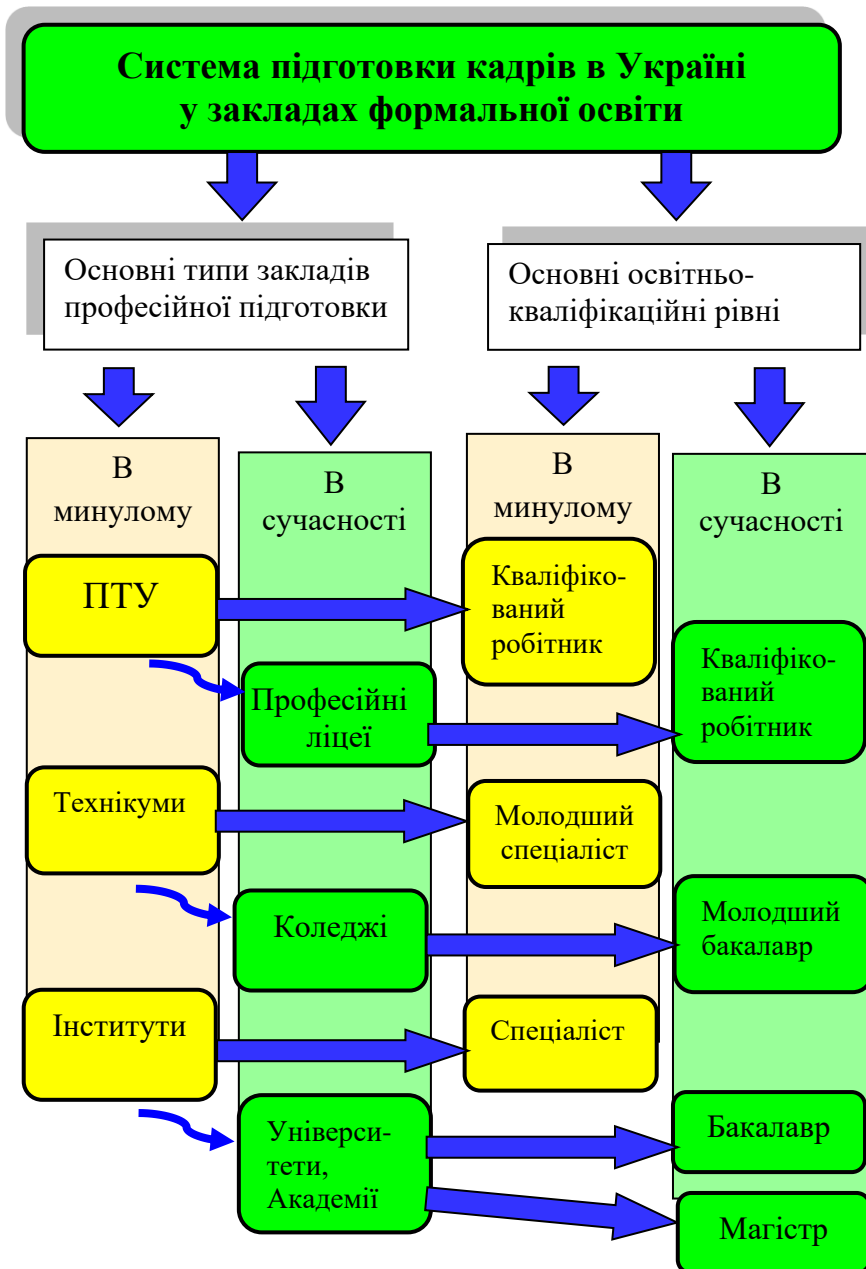 Система підготовки кадрів в Україні
у закладах формальної освіти
Основні типи закладів
професійної підготовки
Основні освітньо-
кваліфікаційні рівні
В
минулому
В
сучасності
В
минулому
В
сучасності
ПТУ
Кваліфіко-
ваний
робітник
Професійні
ліцеї
Кваліфіко-
ваний
робітник
Технікуми
Молодший
спеціаліст
Коледжі
Молодший
бакалавр
Інститути
Спеціаліст
Універси-
тети,
Академії
Бакалавр
Магістр